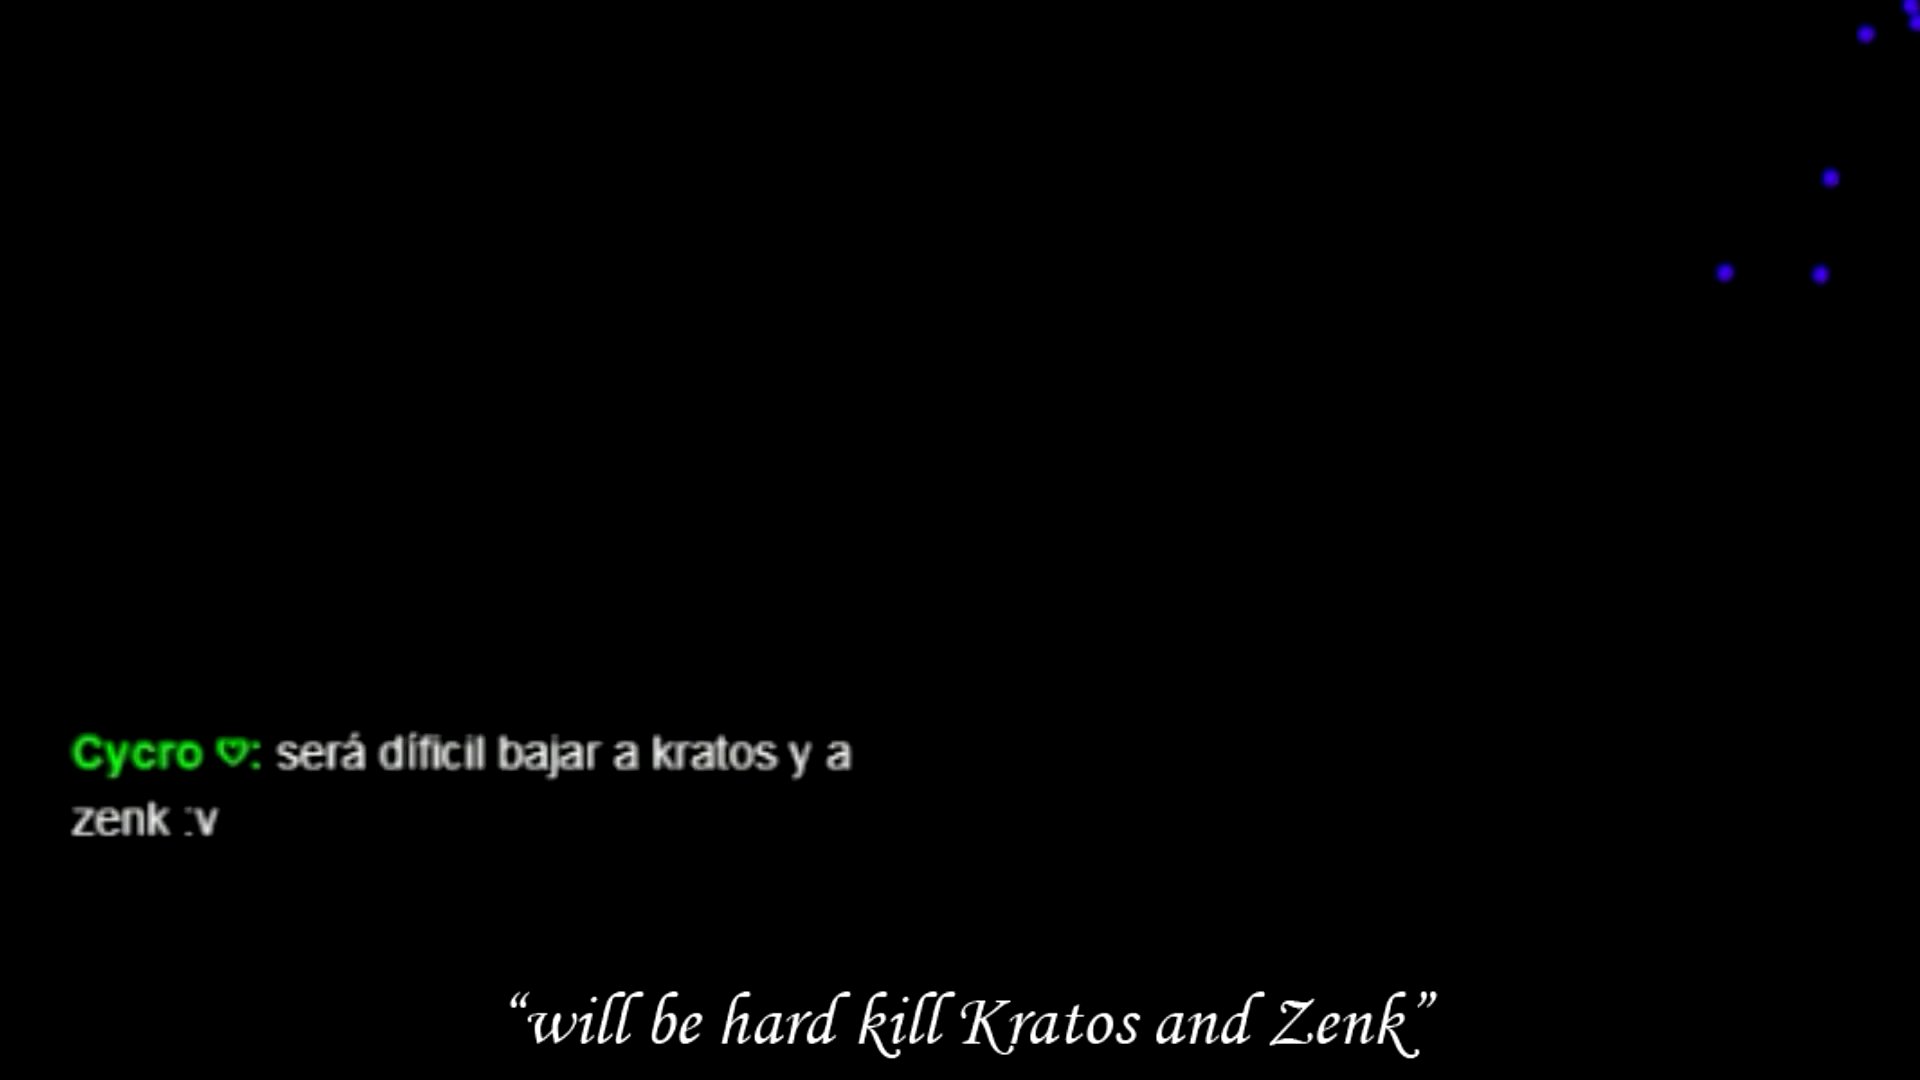 Cycro ♡: será díficil bajar a kratos y a
zenk :v
“will be hard kill Kratos and Zenk”